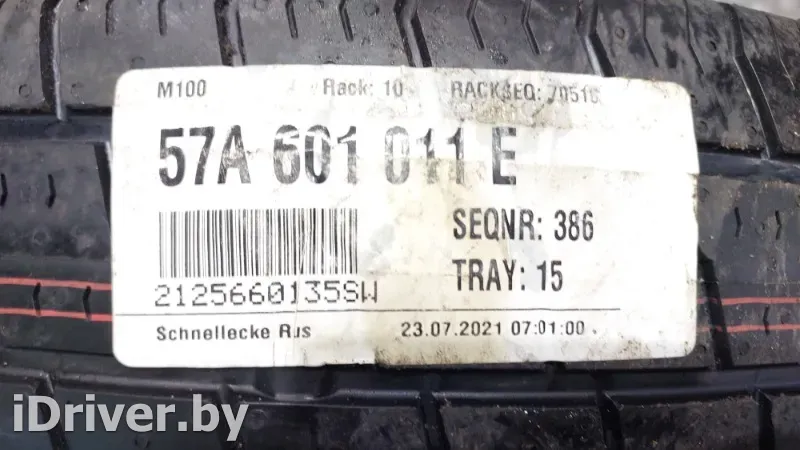 M100 Rack: 10 RACKSEQ: 70516
57A 601 011 E
SEQNR: 386
2125660135SW
TRAY: 15
Schnellecke Rus 23.07.2021 07:01:00
iDriver.by